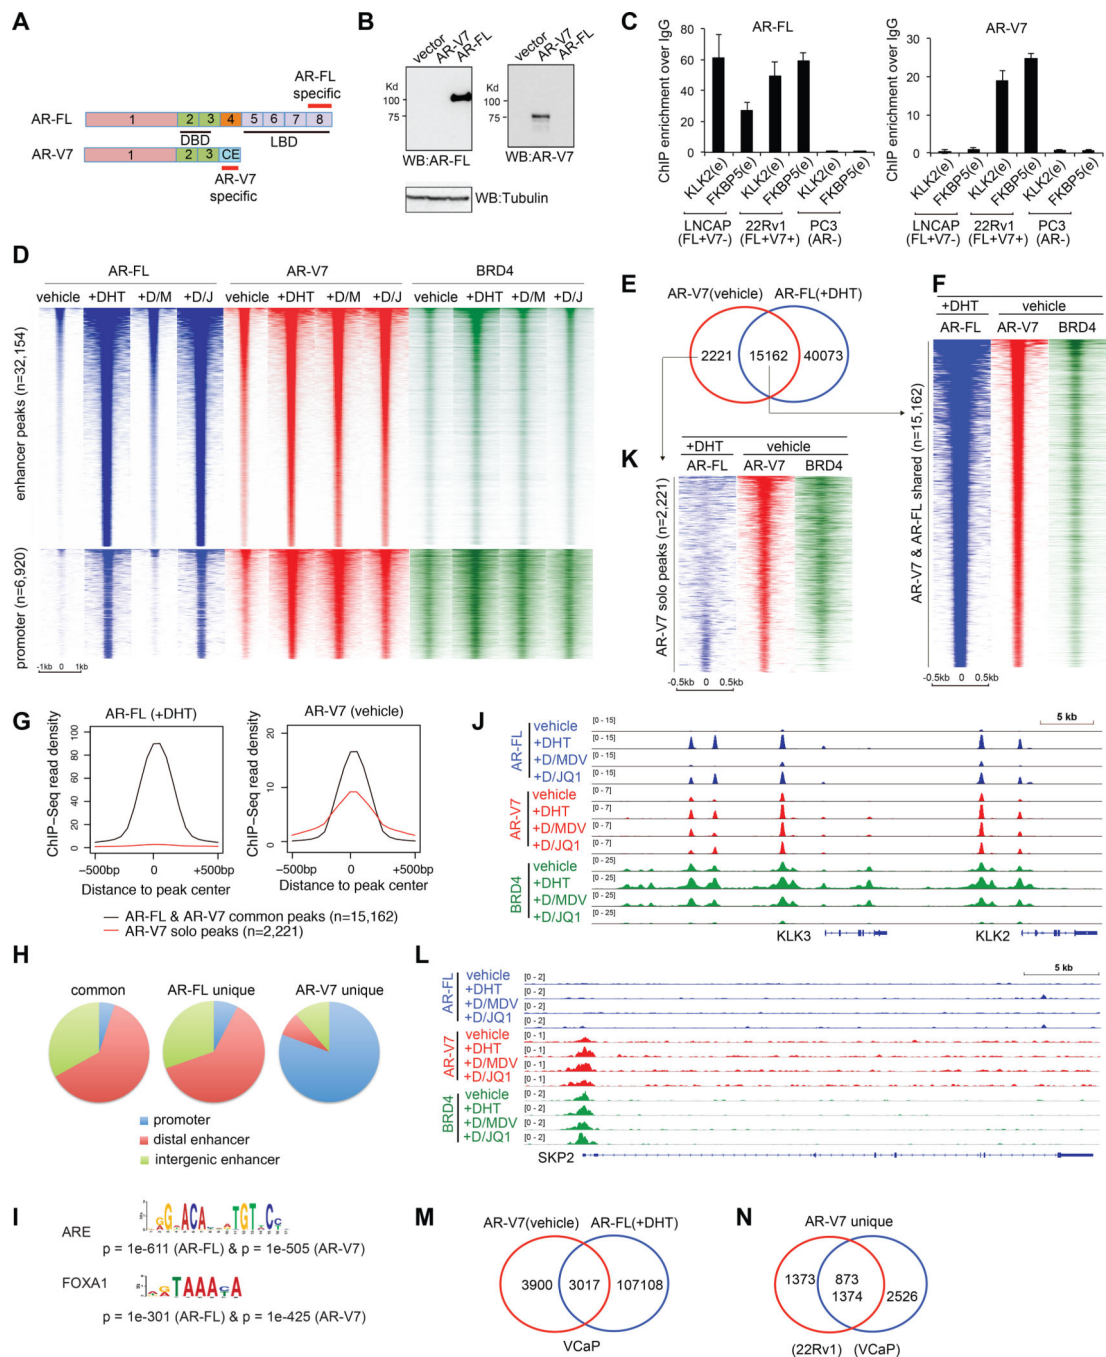 A
AR-FL specific
AR-FL
1 2 3 4 5 6 7 8
DBD
LBD
AR-V7
1 2 3 CE
AR-V7 specific
B
vector AR-V7 AR-FL
vector AR-V7 AR-FL
Kd
100
75
Kd
100
75
WB:AR-FL
WB:AR-V7
WB:Tubulin
C
AR-FL
ChIP enrichment over IgG
80
60
40
20
0
KLK2(e) FKBP5(e) KLK2(e) FKBP5(e) KLK2(e) FKBP5(e)
LNCAP (FL+V7-)
22Rv1 (FL+V7+)
PC3 (AR-)
AR-V7
ChIP enrichment over IgG
30
20
10
0
KLK2(e) FKBP5(e) KLK2(e) FKBP5(e) KLK2(e) FKBP5(e)
LNCAP (FL+V7-)
22Rv1 (FL+V7+)
PC3 (AR-)
D
AR-FL AR-V7 BRD4
vehicle +DHT +D/M +D/J vehicle +DHT +D/M +D/J vehicle +DHT +D/M +D/J
enhancer peaks (n=32,154)
promoter (n=6,920)
-1kb 0 1kb
E
AR-V7(vehicle) AR-FL(+DHT)
2221 15162 40073
F
+DHT vehicle
AR-FL AR-V7 BRD4
AR-V7 & AR-FL shared (n=15,162)
-0.5kb 0 0.5kb
K
+DHT vehicle
AR-FL AR-V7 BRD4
AR-V7 solo peaks (n=2,221)
-0.5kb 0 0.5kb
G
AR-FL (+DHT)
ChIP-Seq read density
100
80
60
40
20
0
-500bp 0 +500bp
Distance to peak center
AR-V7 (vehicle)
ChIP-Seq read density
20
10
0
-500bp 0 +500bp
Distance to peak center
AR-FL & AR-V7 common peaks (n=15,162)
AR-V7 solo peaks (n=2,221)
H
common AR-FL unique AR-V7 unique
promoter
distal enhancer
intergenic enhancer
I
ARE
p = 1e-611 (AR-FL) & p = 1e-505 (AR-V7)
FOXA1
p = 1e-301 (AR-FL) & p = 1e-425 (AR-V7)
J
5 kb
AR-FL
vehicle [0 - 15]
+DHT [0 - 15]
+D/MDV [0 - 15]
+D/JQ1 [0 - 15]
AR-V7
vehicle [0 - 7]
+DHT [0 - 7]
+D/MDV [0 - 7]
+D/JQ1 [0 - 7]
BRD4
vehicle [0 - 25]
+DHT [0 - 25]
+D/MDV [0 - 25]
+D/JQ1 [0 - 25]
KLK3 KLK2
L
5 kb
AR-FL
vehicle [0 - 2]
+DHT [0 - 2]
+D/MDV [0 - 2]
+D/JQ1 [0 - 2]
AR-V7
vehicle [0 - 1]
+DHT [0 - 1]
+D/MDV [0 - 1]
+D/JQ1 [0 - 1]
BRD4
vehicle [0 - 2]
+DHT [0 - 2]
+D/MDV [0 - 2]
+D/JQ1 [0 - 2]
SKP2
M
AR-V7(vehicle) AR-FL(+DHT)
3900 3017 107108
VCaP
N
AR-V7 unique
1373 873 1374 2526
(22Rv1) (VCaP)